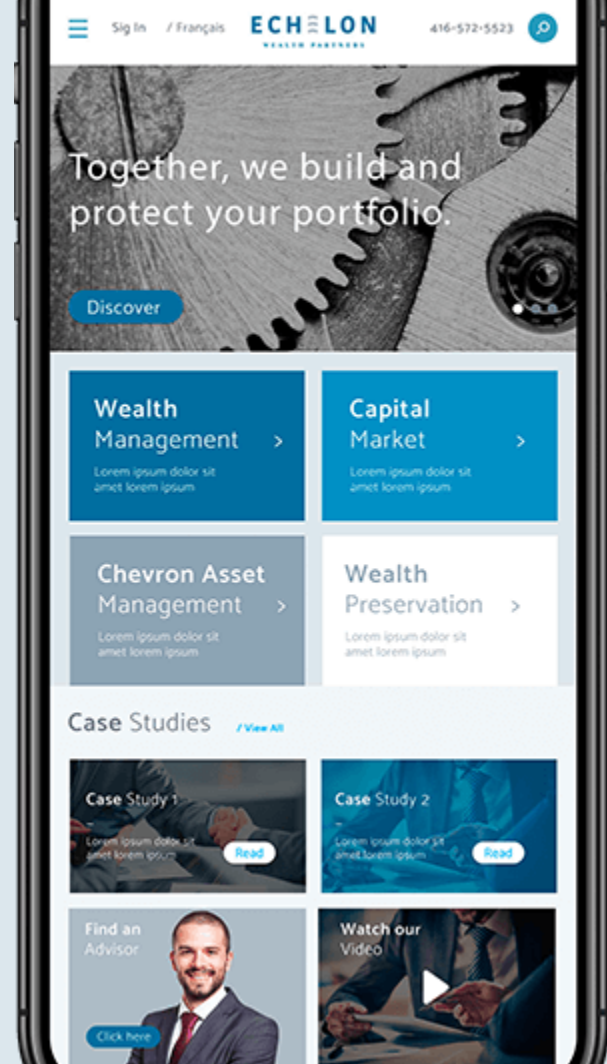 Sig In / Français ECHELON 416-572-5523
WEALTH PARTNERS
Together, we build and
protect your portfolio.
Discover
Wealth
Management >
Lorem ipsum dolor sit
amet lorem ipsum
Capital
Market >
Lorem ipsum dolor sit
amet lorem ipsum
Chevron Asset
Management >
Lorem ipsum dolor sit
amet lorem ipsum
Wealth
Preservation >
Lorem ipsum dolor sit
amet lorem ipsum
Case Studies / View All
Case Study 1
–
Lorem ipsum dolor sit
amet lorem ipsum
Read
Case Study 2
–
Lorem ipsum dolor sit
amet lorem ipsum
Read
Find an
Advisor
Click here
Watch our
Video